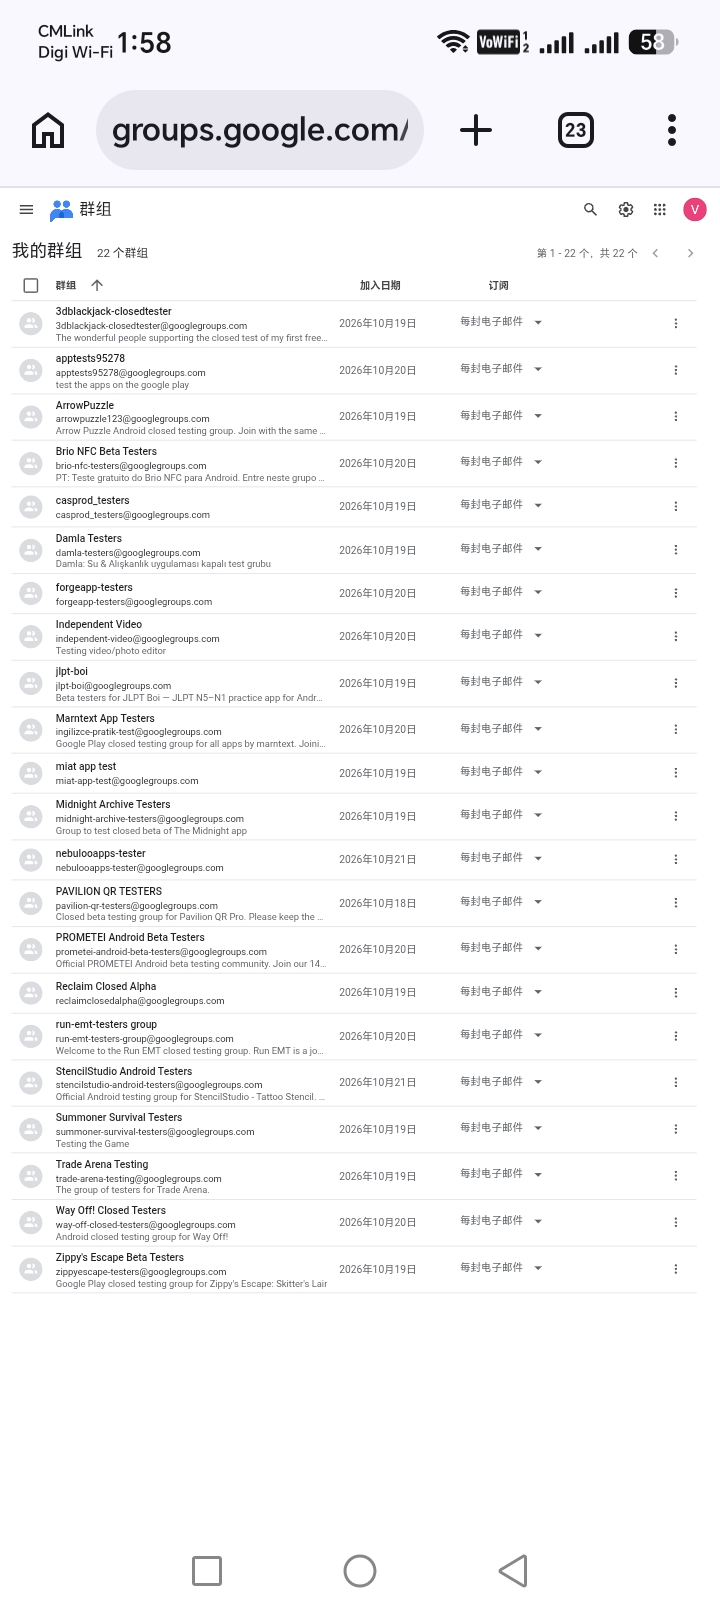 CMLink
Digi Wi-Fi
1:58
VoWiFi 1 2
58
groups.google.com/
23
群组
V
我的群组 22 个群组
第 1 - 22 个，共 22 个
群组 加入日期 订阅
3dblackjack-closedtester
3dblackjack-closedtester@googlegroups.com
The wonderful people supporting the closed test of my first free…
2026年10月19日 每封电子邮件
apptests95278
apptests95278@googlegroups.com
test the apps on the google play
2026年10月20日 每封电子邮件
ArrowPuzzle
arrowpuzzle123@googlegroups.com
Arrow Puzzle Android closed testing group. Join with the same …
2026年10月19日 每封电子邮件
Brio NFC Beta Testers
brio-nfc-testers@googlegroups.com
PT: Teste gratuito do Brio NFC para Android. Entre neste grupo …
2026年10月20日 每封电子邮件
casprod_testers
casprod_testers@googlegroups.com
2026年10月19日 每封电子邮件
Damla Testers
damla-testers@googlegroups.com
Damla: Su & Alışkanlık uygulaması kapalı test grubu
2026年10月19日 每封电子邮件
forgeapp-testers
forgeapp-testers@googlegroups.com
2026年10月20日 每封电子邮件
Independent Video
independent-video@googlegroups.com
Testing video/photo editor
2026年10月20日 每封电子邮件
jlpt-boi
jlpt-boi@googlegroups.com
Beta testers for JLPT Boi — JLPT N5–N1 practice app for Andr…
2026年10月19日 每封电子邮件
Marntext App Testers
ingilizce-pratik-test@googlegroups.com
Google Play closed testing group for all apps by marntext. Joini…
2026年10月20日 每封电子邮件
miat app test
miat-app-test@googlegroups.com
2026年10月19日 每封电子邮件
Midnight Archive Testers
midnight-archive-testers@googlegroups.com
Group to test closed beta of The Midnight app
2026年10月19日 每封电子邮件
nebulooapps-tester
nebulooapps-tester@googlegroups.com
2026年10月21日 每封电子邮件
PAVILION QR TESTERS
pavilion-qr-testers@googlegroups.com
Closed beta testing group for Pavilion QR Pro. Please keep the …
2026年10月18日 每封电子邮件
PROMETEI Android Beta Testers
prometei-android-beta-testers@googlegroups.com
Official PROMETEI Android beta testing community. Join our 14…
2026年10月20日 每封电子邮件
Reclaim Closed Alpha
reclaimclosedalpha@googlegroups.com
2026年10月19日 每封电子邮件
run-emt-testers group
run-emt-testers-group@googlegroups.com
Welcome to the Run EMT closed testing group. Run EMT is a jo…
2026年10月20日 每封电子邮件
StencilStudio Android Testers
stencilstudio-android-testers@googlegroups.com
Official Android testing group for StencilStudio - Tattoo Stencil. …
2026年10月21日 每封电子邮件
Summoner Survival Testers
summoner-survival-testers@googlegroups.com
Testing the Game
2026年10月19日 每封电子邮件
Trade Arena Testing
trade-arena-testing@googlegroups.com
The group of testers for Trade Arena.
2026年10月19日 每封电子邮件
Way Off! Closed Testers
way-off-closed-testers@googlegroups.com
Android closed testing group for Way Off!
2026年10月20日 每封电子邮件
Zippy's Escape Beta Testers
zippyescape-testers@googlegroups.com
Google Play closed testing group for Zippy's Escape: Skitter's Lair
2026年10月19日 每封电子邮件